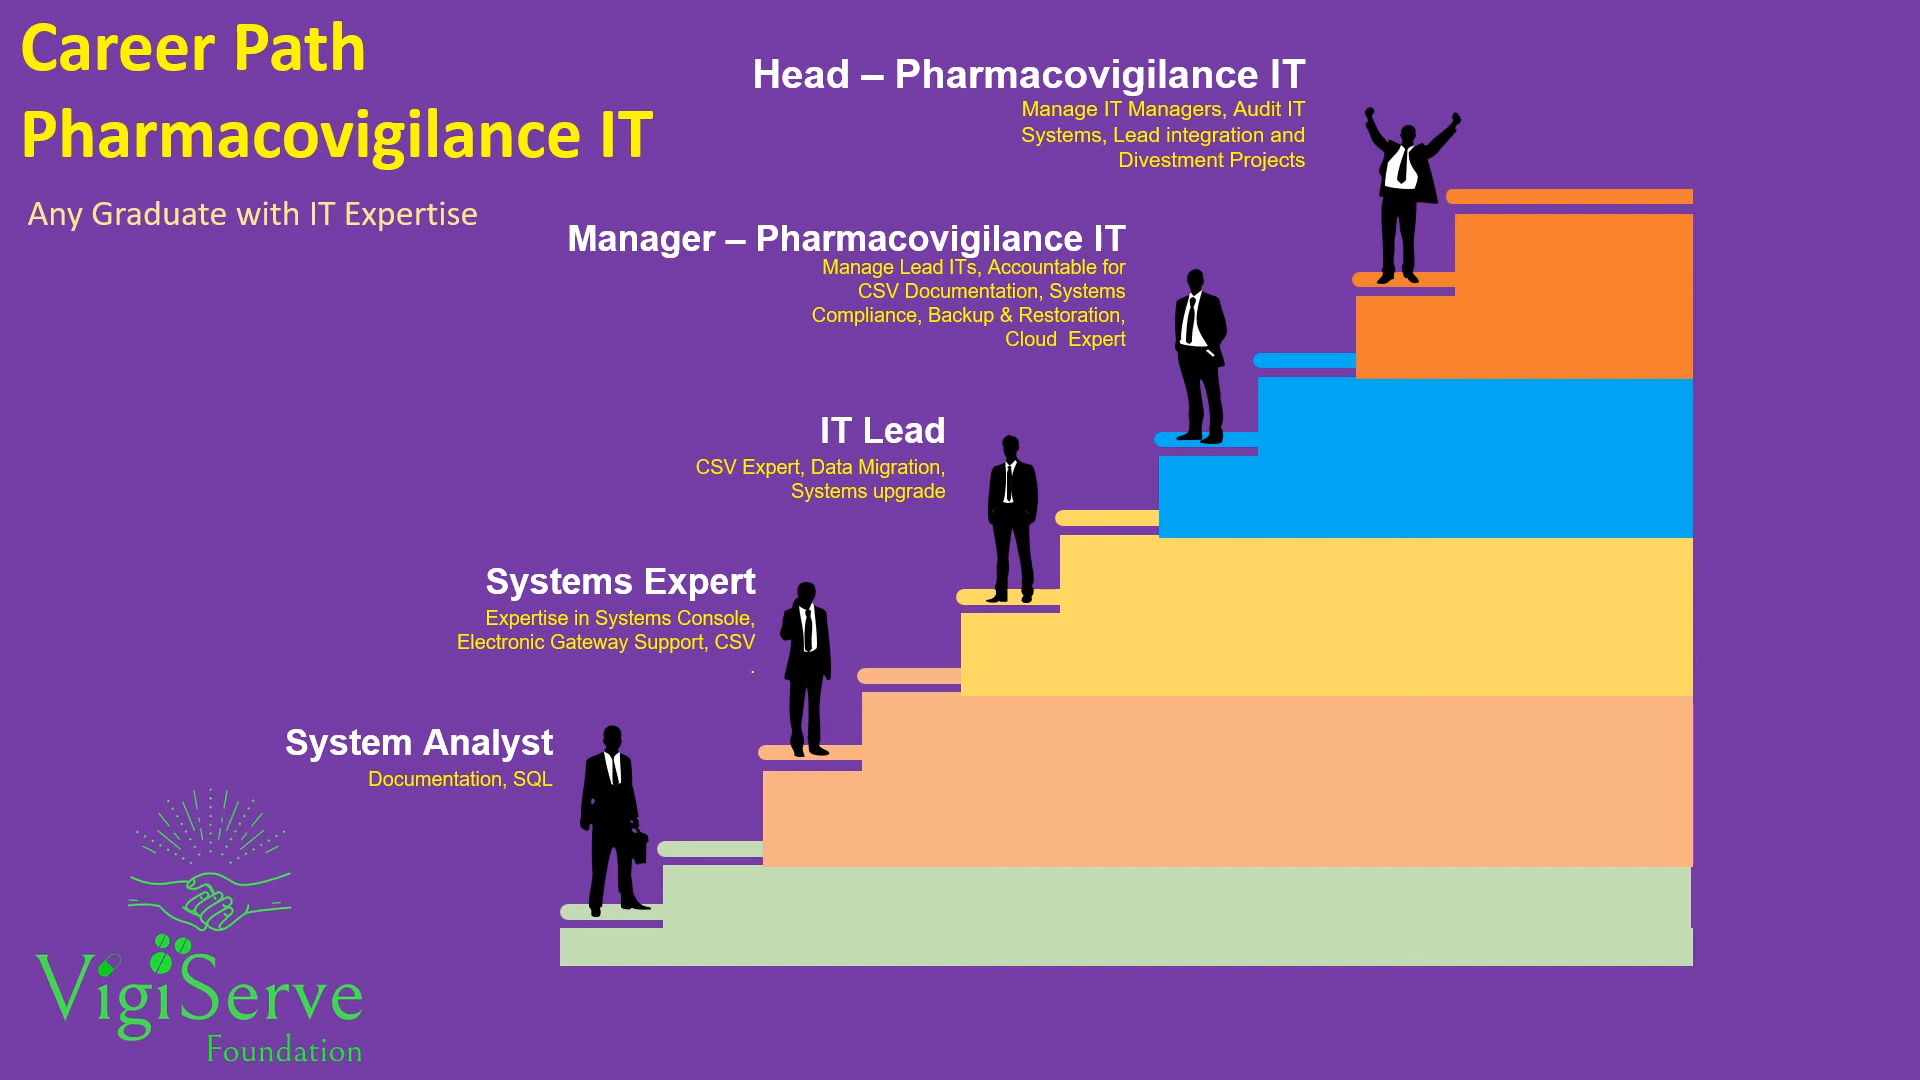 Career Path
Pharmacovigilance IT
Any Graduate with IT Expertise
Head – Pharmacovigilance IT
Manage IT Managers, Audit IT
Systems, Lead integration and
Divestment Projects
Manager – Pharmacovigilance IT
Manage Lead ITs, Accountable for
CSV Documentation, Systems
Compliance, Backup & Restoration,
Cloud  Expert
IT Lead
CSV Expert, Data Migration,
Systems upgrade
Systems Expert
Expertise in Systems Console,
Electronic Gateway Support, CSV
.
System Analyst
Documentation, SQL
VigiServe
Foundation